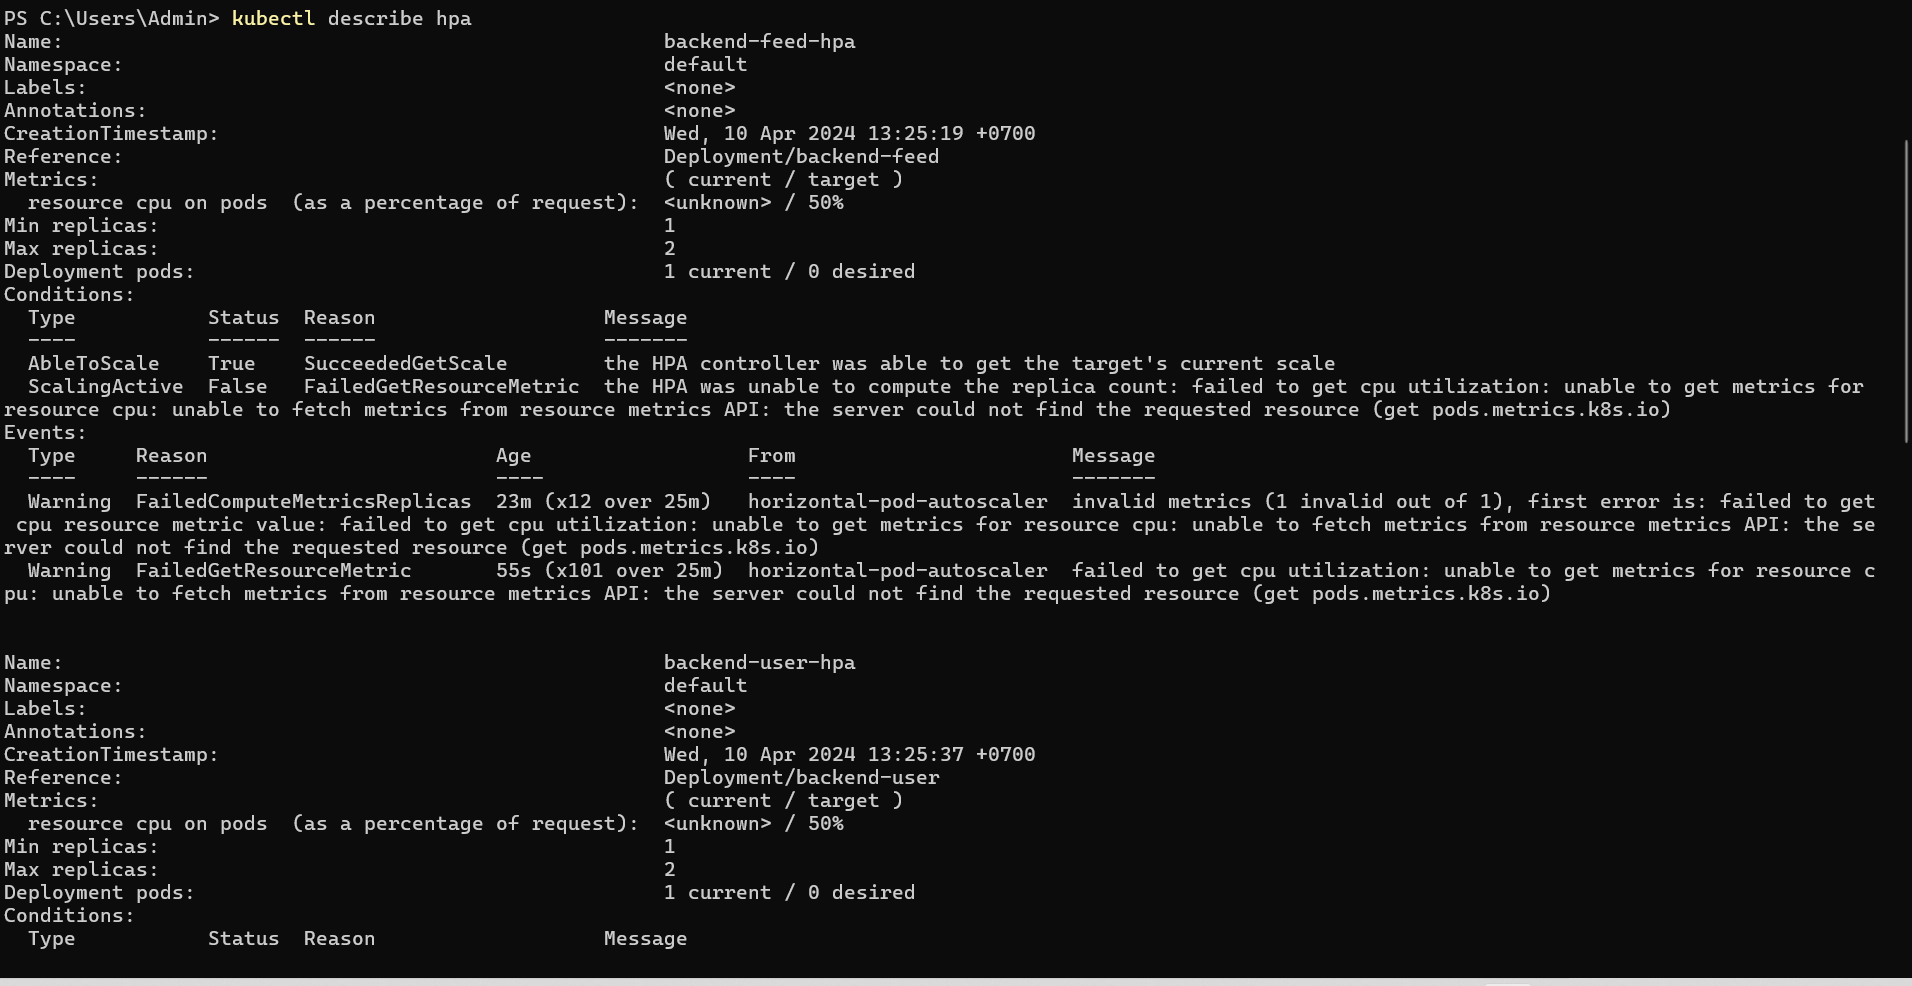 PS C:\Users\Admin> kubectl describe hpa
Name:                                                  backend-feed-hpa
Namespace:                                             default
Labels:                                                <none>
Annotations:                                           <none>
CreationTimestamp:                                     Wed, 10 Apr 2024 13:25:19 +0700
Reference:                                             Deployment/backend-feed
Metrics:                                               ( current / target )
  resource cpu on pods  (as a percentage of request):  <unknown> / 50%
Min replicas:                                          1
Max replicas:                                          2
Deployment pods:                                       1 current / 0 desired
Conditions:
  Type           Status  Reason                   Message
  ----           ------  ------                   -------
  AbleToScale    True    SucceededGetScale        the HPA controller was able to get the target's current scale
  ScalingActive  False   FailedGetResourceMetric  the HPA was unable to compute the replica count: failed to get cpu utilization: unable to get metrics for
resource cpu: unable to fetch metrics from resource metrics API: the server could not find the requested resource (get pods.metrics.k8s.io)
Events:
  Type     Reason                        Age                  From                       Message
  ----     ------                        ----                 ----                       -------
  Warning  FailedComputeMetricsReplicas  23m (x12 over 25m)   horizontal-pod-autoscaler  invalid metrics (1 invalid out of 1), first error is: failed to get
 cpu resource metric value: failed to get cpu utilization: unable to get metrics for resource cpu: unable to fetch metrics from resource metrics API: the se
rver could not find the requested resource (get pods.metrics.k8s.io)
  Warning  FailedGetResourceMetric       55s (x101 over 25m)  horizontal-pod-autoscaler  failed to get cpu utilization: unable to get metrics for resource c
pu: unable to fetch metrics from resource metrics API: the server could not find the requested resource (get pods.metrics.k8s.io)
Name:                                                  backend-user-hpa
Namespace:                                             default
Labels:                                                <none>
Annotations:                                           <none>
CreationTimestamp:                                     Wed, 10 Apr 2024 13:25:37 +0700
Reference:                                             Deployment/backend-user
Metrics:                                               ( current / target )
  resource cpu on pods  (as a percentage of request):  <unknown> / 50%
Min replicas:                                          1
Max replicas:                                          2
Deployment pods:                                       1 current / 0 desired
Conditions:
  Type           Status  Reason                   Message